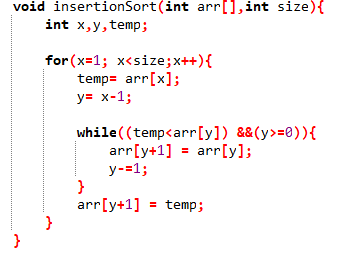 void insertionSort(int arr[],int size){
    int x,y,temp;

    for(x=1; x<size;x++){
        temp= arr[x];
        y= x-1;

        while((temp<arr[y]) &&(y>=0)){
            arr[y+1] = arr[y];
            y-=1;
        }
        arr[y+1] = temp;
    }
}